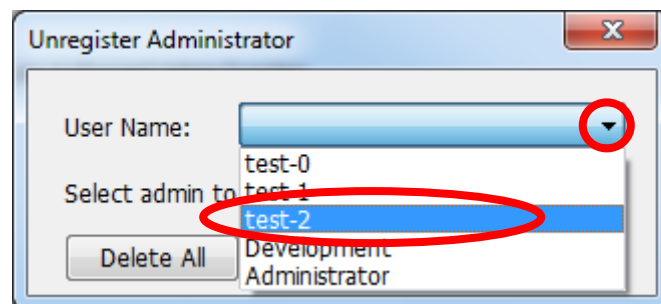 Unregister Administrator
User Name:
test-0
Select admin to
test-1
test-2
Development
Delete All
Administrator